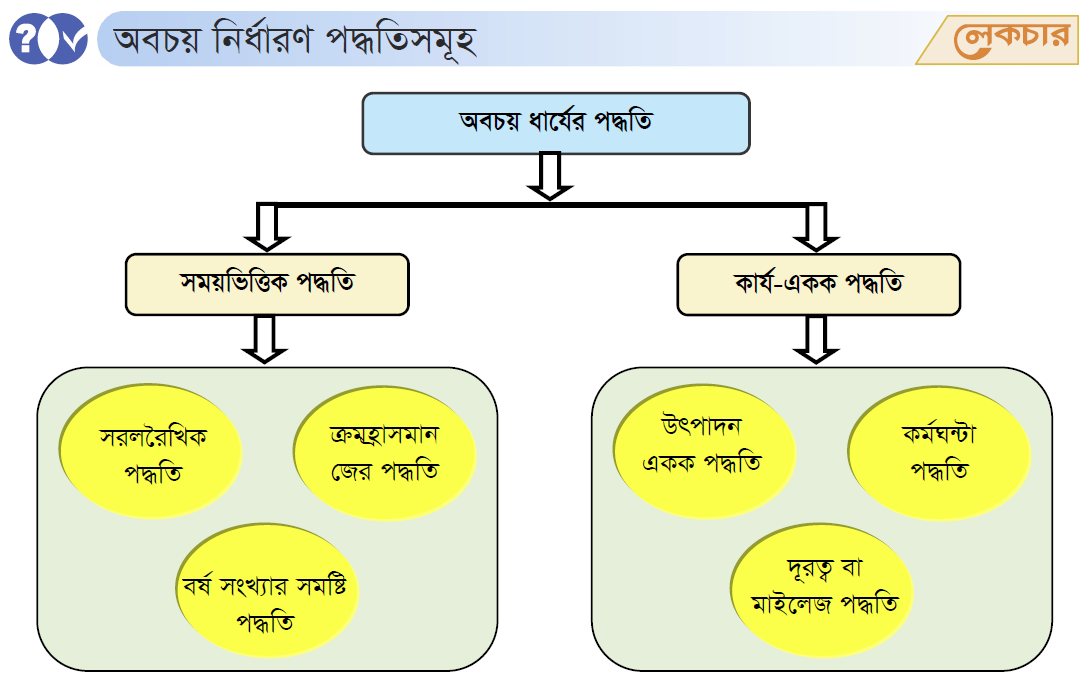 ?
অবচয় নির্ধারণ পদ্ধতিসমূহ
লেকচার
অবচয় ধার্যের পদ্ধতি
সময়ভিত্তিক পদ্ধতি
কার্য-একক পদ্ধতি
সরলরৈখিক
পদ্ধতি
ক্রমহ্রাসমান
জের পদ্ধতি
বর্ষ সংখ্যার সমষ্টি
পদ্ধতি
উৎপাদন
একক পদ্ধতি
কর্মঘন্টা
পদ্ধতি
দূরত্ব বা
মাইলেজ পদ্ধতি